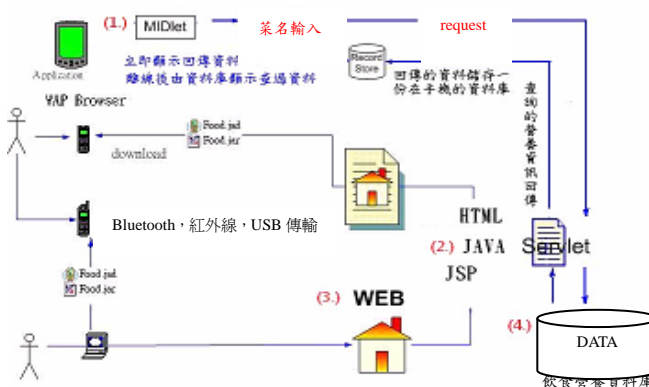 (1.) MIDlet 菜名輸入 request
Application
立即顯示回傳資料
離線後由資料庫顯示查過資料
Record
Store
回傳的資料儲存一
份在手機的資料庫
查詢的營養資訊回傳
WAP Browser
Food.jad
Food.jar
download
Bluetooth，紅外線，USB 傳輸
HTML
(2.) JAVA Servlet
JSP
Food.jad
Food.jar
(3.) WEB
(4.) DATA
飲食營養資料庫